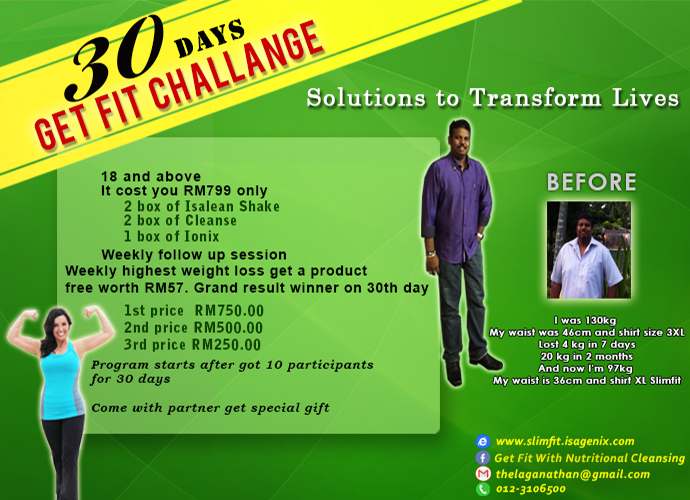 30 DAYS
GET FIT CHALLANGE
Solutions to Transform Lives
18 and above
It cost you RM799 only
2 box of Isalean Shake
2 box of Cleanse
1 box of Ionix
Weekly follow up session
Weekly highest weight loss get a product
free worth RM57. Grand result winner on 30th day
1st price RM750.00
2nd price RM500.00
3rd price RM250.00
Program starts after got 10 participants
for 30 days
Come with partner get special gift
BEFORE
I was 130kg
My waist was 46cm and shirt size 3XL
Lost 4 kg in 7 days
20 kg in 2 months
And now I'm 97kg
My waist is 36cm and shirt XL Slimfit
www.slimfit.isagenix.com
Get Fit With Nutritional Cleansing
thelaganathan@gmail.com
012-3106500